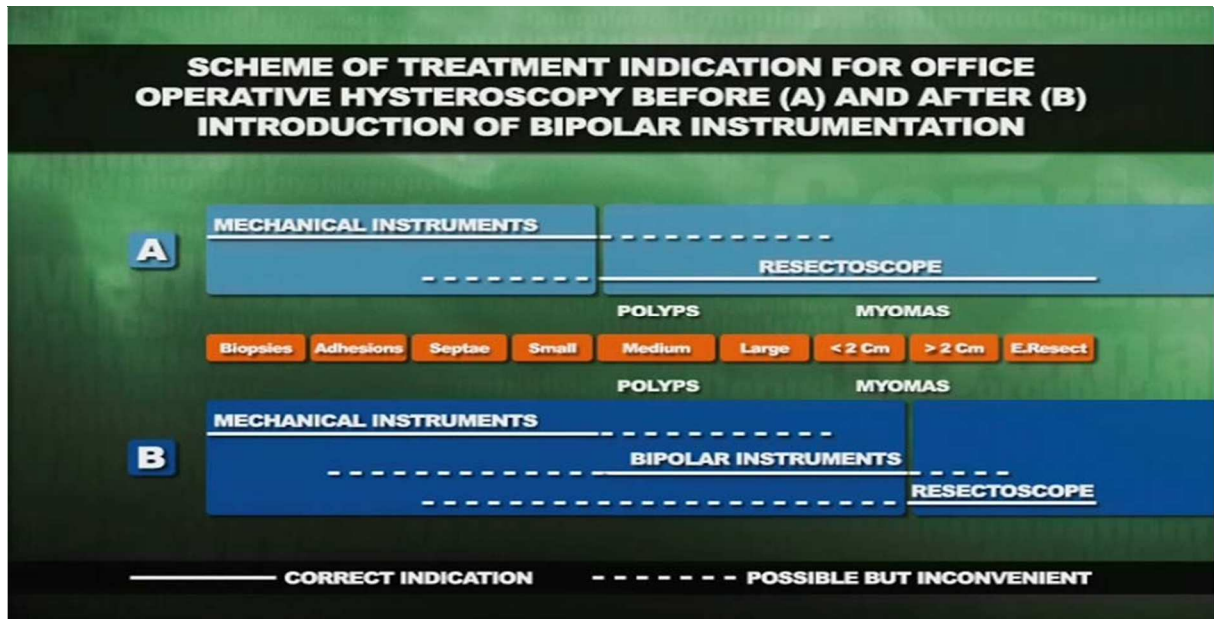 SCHEME OF TREATMENT INDICATION FOR OFFICE
OPERATIVE HYSTEROSCOPY BEFORE (A) AND AFTER (B)
INTRODUCTION OF BIPOLAR INSTRUMENTATION
A
MECHANICAL INSTRUMENTS
RESECTOSCOPE
POLYPS MYOMAS
Biopsies Adhesions Septae Small Medium Large < 2 Cm > 2 Cm E.Resect
POLYPS MYOMAS
B
MECHANICAL INSTRUMENTS
BIPOLAR INSTRUMENTS
RESECTOSCOPE
CORRECT INDICATION POSSIBLE BUT INCONVENIENT